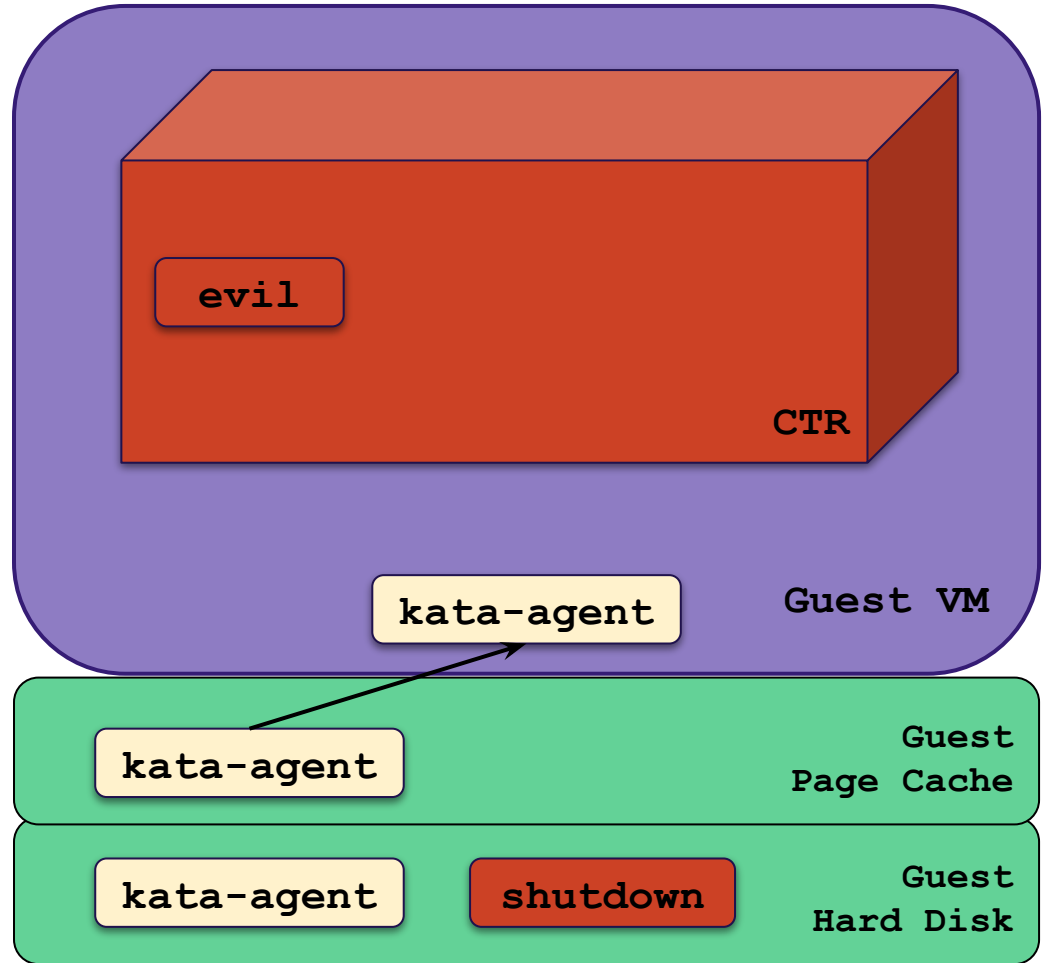 evil
CTR
kata-agent
Guest VM
kata-agent
Guest
Page Cache
kata-agent
shutdown
Guest
Hard Disk